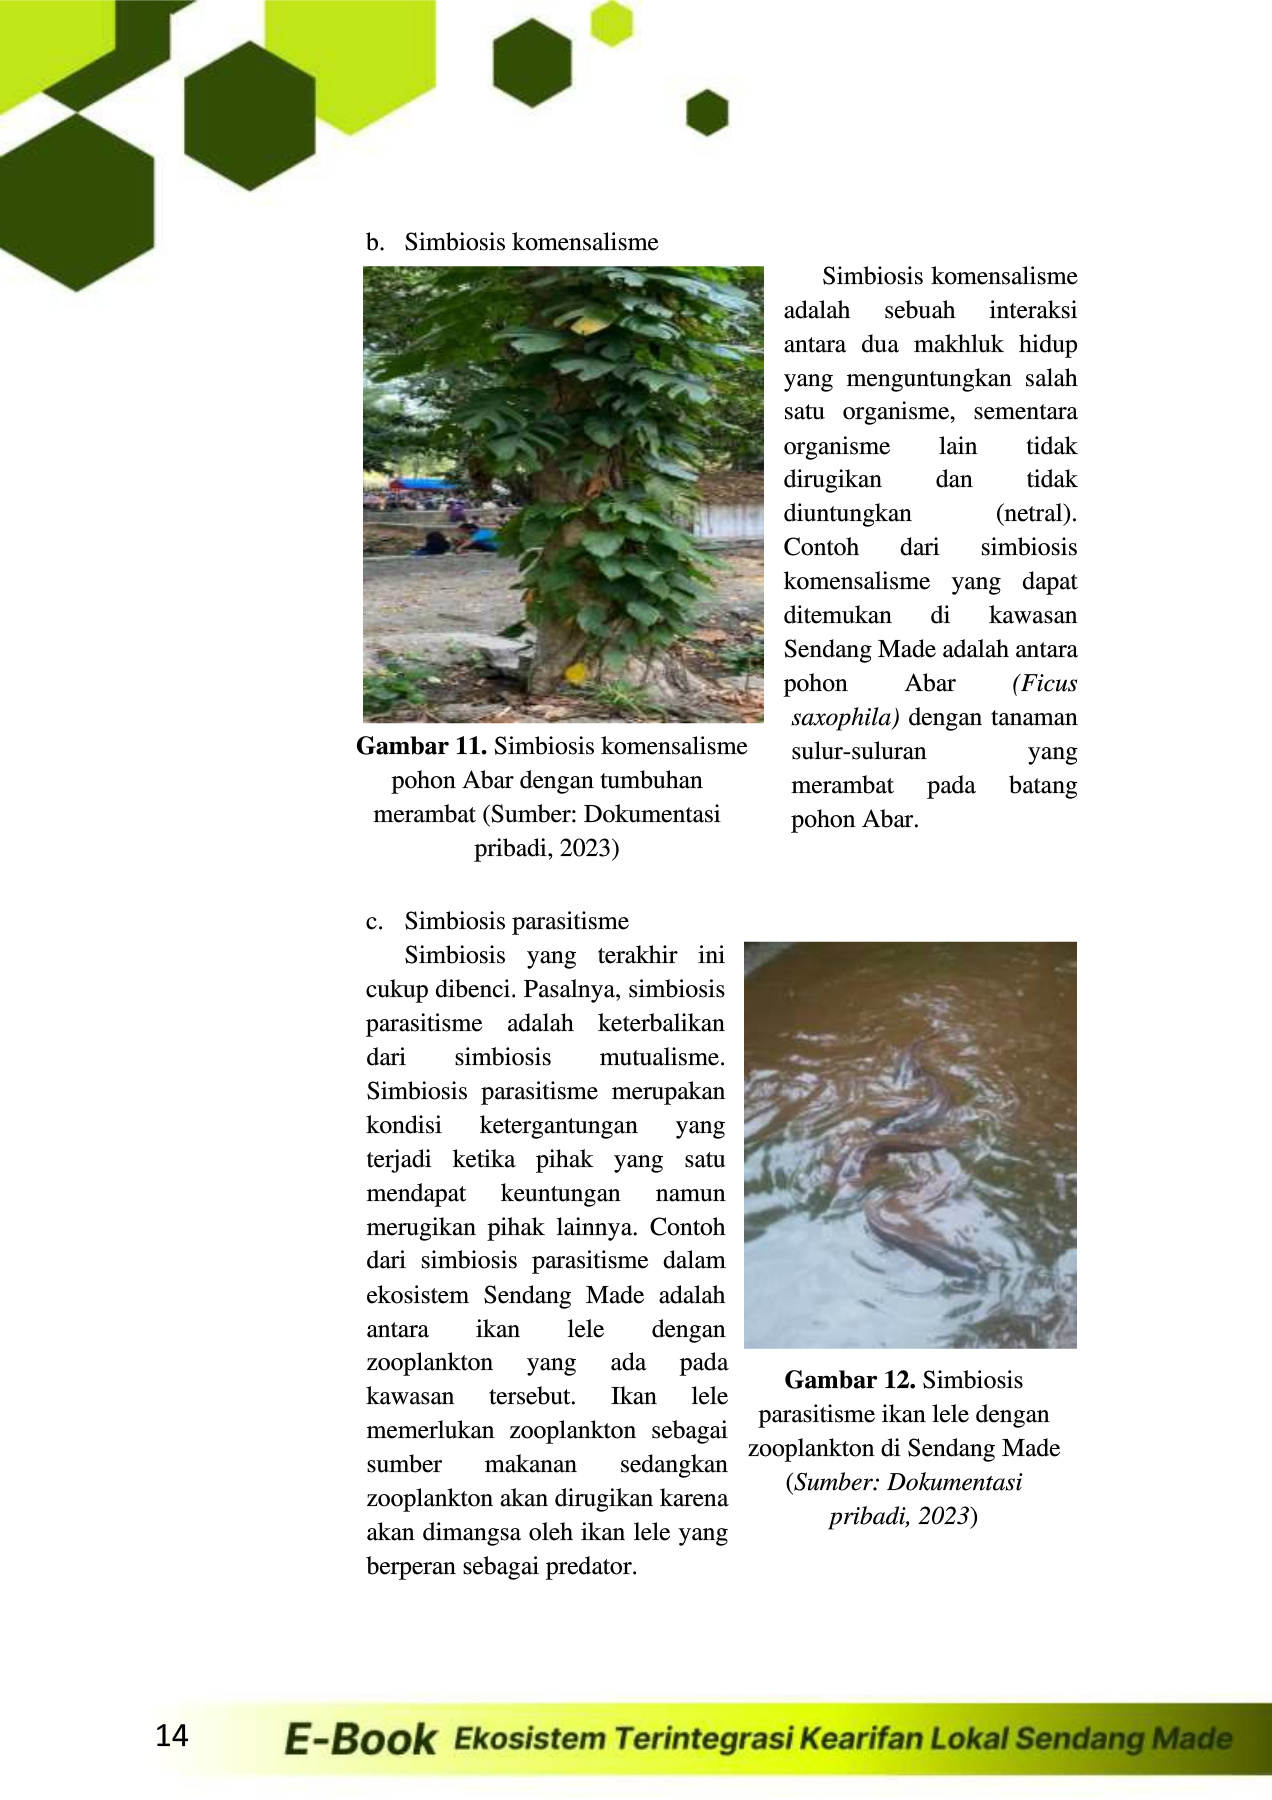 b. Simbiosis komensalisme
Simbiosis komensalisme
adalah sebuah interaksi
antara dua makhluk hidup
yang menguntungkan salah
satu organisme, sementara
organisme lain tidak
dirugikan dan tidak
diuntungkan (netral).
Contoh dari simbiosis
komensalisme yang dapat
ditemukan di kawasan
Sendang Made adalah antara
pohon Abar (Ficus
saxophila) dengan tanaman
sulur-suluran yang
merambat pada batang
pohon Abar.
Gambar 11. Simbiosis komensalisme
pohon Abar dengan tumbuhan
merambat (Sumber: Dokumentasi
pribadi, 2023)
c. Simbiosis parasitisme
Simbiosis yang terakhir ini
cukup dibenci. Pasalnya, simbiosis
parasitisme adalah keterbalikan
dari simbiosis mutualisme.
Simbiosis parasitisme merupakan
kondisi ketergantungan yang
terjadi ketika pihak yang satu
mendapat keuntungan namun
merugikan pihak lainnya. Contoh
dari simbiosis parasitisme dalam
ekosistem Sendang Made adalah
antara ikan lele dengan
zooplankton yang ada pada
kawasan tersebut. Ikan lele
memerlukan zooplankton sebagai
sumber makanan sedangkan
zooplankton akan dirugikan karena
akan dimangsa oleh ikan lele yang
berperan sebagai predator.
Gambar 12. Simbiosis
parasitisme ikan lele dengan
zooplankton di Sendang Made
(Sumber: Dokumentasi
pribadi, 2023)
14 E-Book Ekosistem Terintegrasi Kearifan Lokal Sendang Made